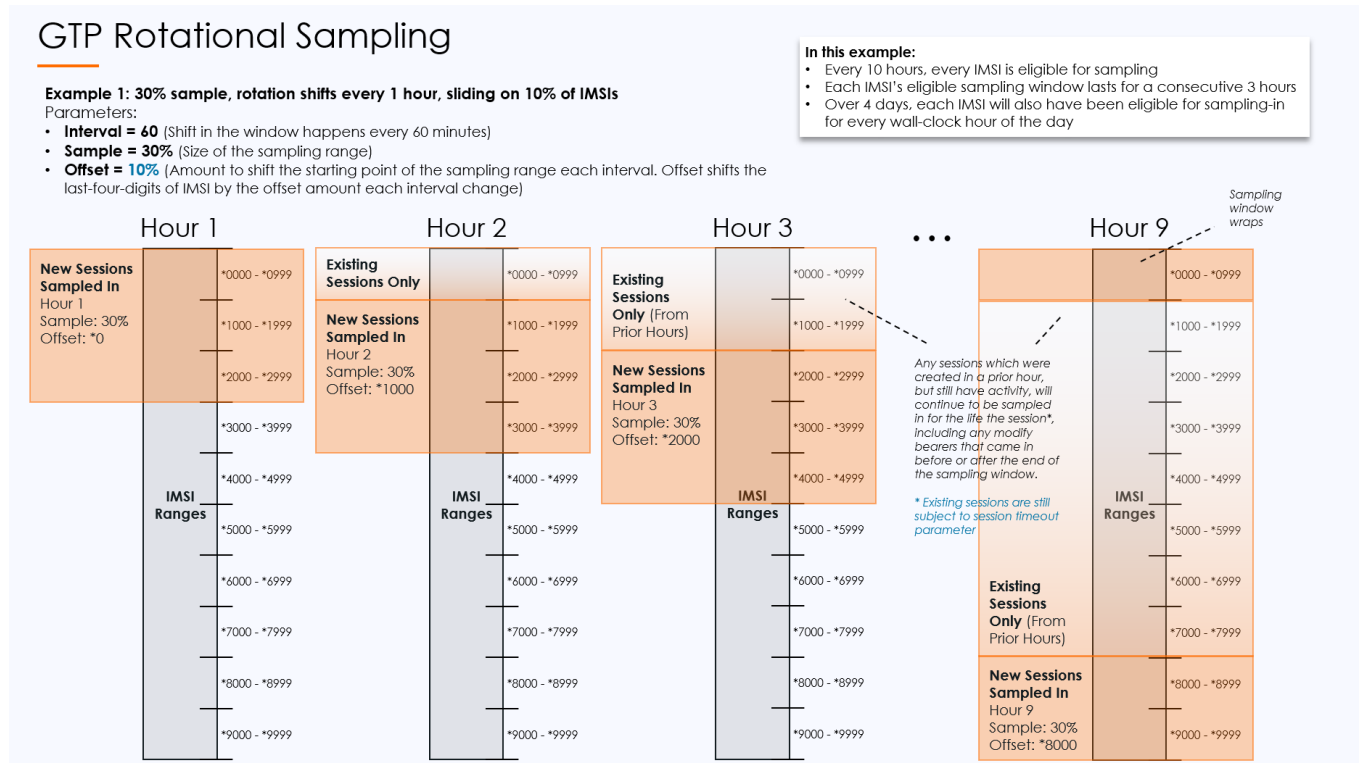 GTP Rotational Sampling
In this example:
• Every 10 hours, every IMSI is eligible for sampling
• Each IMSI's eligible sampling window lasts for a consecutive 3 hours
• Over 4 days, each IMSI will also have been eligible for sampling-in
for every wall-clock hour of the day
Example 1: 30% sample, rotation shifts every 1 hour, sliding on 10% of IMSIs
Parameters:
• Interval = 60 (Shift in the window happens every 60 minutes)
• Sample = 30% (Size of the sampling range)
• Offset = 10% (Amount to shift the starting point of the sampling range each interval. Offset shifts the
last-four-digits of IMSI by the offset amount each interval change)
Hour 1
New Sessions
Sampled In
Hour 1
Sample: 30%
Offset: *0
IMSI
Ranges
*0000 - *0999
*1000 - *1999
*2000 - *2999
*3000 - *3999
*4000 - *4999
*5000 - *5999
*6000 - *6999
*7000 - *7999
*8000 - *8999
*9000 - *9999
Hour 2
Existing
Sessions Only
New Sessions
Sampled In
Hour 2
Sample: 30%
Offset: *1000
IMSI
Ranges
*0000 - *0999
*1000 - *1999
*2000 - *2999
*3000 - *3999
*4000 - *4999
*5000 - *5999
*6000 - *6999
*7000 - *7999
*8000 - *8999
*9000 - *9999
Hour 3
Existing
Sessions
Only (From
Prior Hours)
New Sessions
Sampled In
Hour 3
Sample: 30%
Offset: *2000
IMSI
Ranges
*0000 - *0999
*1000 - *1999
*2000 - *2999
*3000 - *3999
*4000 - *4999
*5000 - *5999
*6000 - *6999
*7000 - *7999
*8000 - *8999
*9000 - *9999
...
Any sessions which were
created in a prior hour,
but still have activity, will
continue to be sampled
in for the life the session*,
including any modify
bearers that came in
before or after the end of
the sampling window.
* Existing sessions are still
subject to session timeout
parameter
Hour 9
Sampling
window
wraps
Existing
Sessions
Only (From
Prior Hours)
New Sessions
Sampled In
Hour 9
Sample: 30%
Offset: *8000
IMSI
Ranges
*0000 - *0999
*1000 - *1999
*2000 - *2999
*3000 - *3999
*4000 - *4999
*5000 - *5999
*6000 - *6999
*7000 - *7999
*8000 - *8999
*9000 - *9999